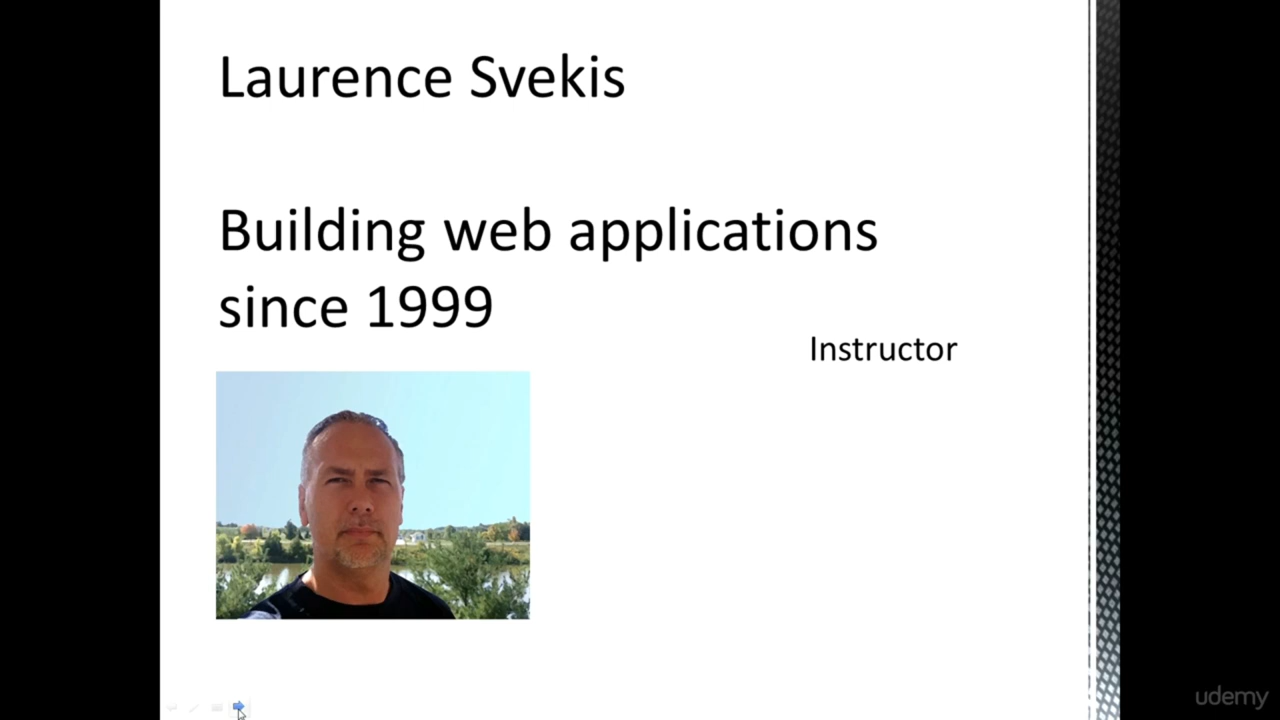 Laurence Svekis
Building web applications
since 1999
Instructor
udemy